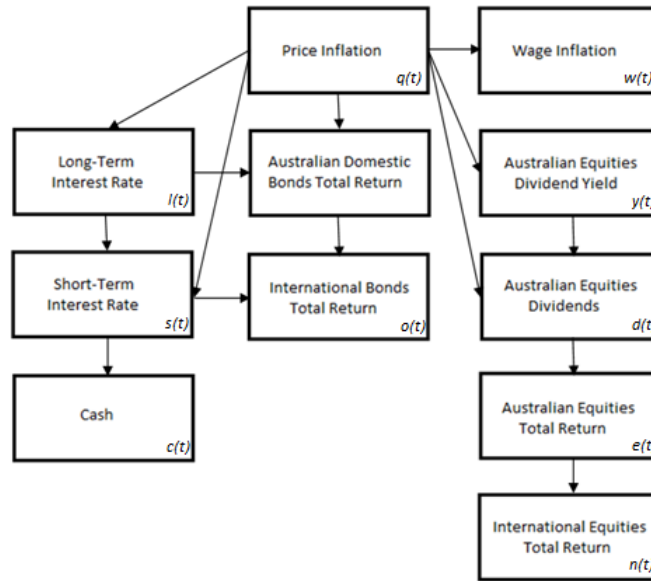 Price Inflation
q(t)
Wage Inflation
w(t)
Long-Term
Interest Rate
l(t)
Australian Domestic
Bonds Total Return
Australian Equities
Dividend Yield
y(t)
Short-Term
Interest Rate
s(t)
International Bonds
Total Return
o(t)
Australian Equities
Dividends
d(t)
Cash
c(t)
Australian Equities
Total Return
e(t)
International Equities
Total Return
n(t)